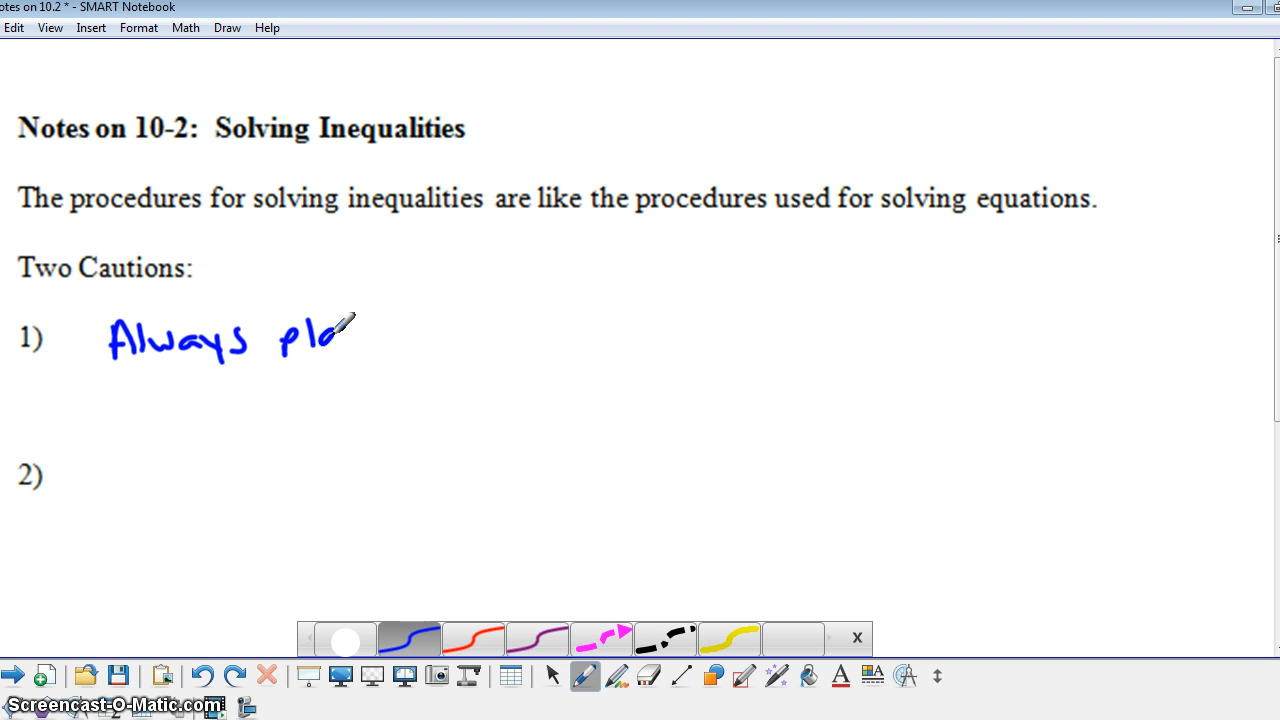 otes on 10.2 * - SMART Notebook
Edit View Insert Format Math Draw Help
Notes on 10-2: Solving Inequalities
The procedures for solving inequalities are like the procedures used for solving equations.
Two Cautions:
1) Always pla
2)
x
A A
Screencast-O-Matic.com